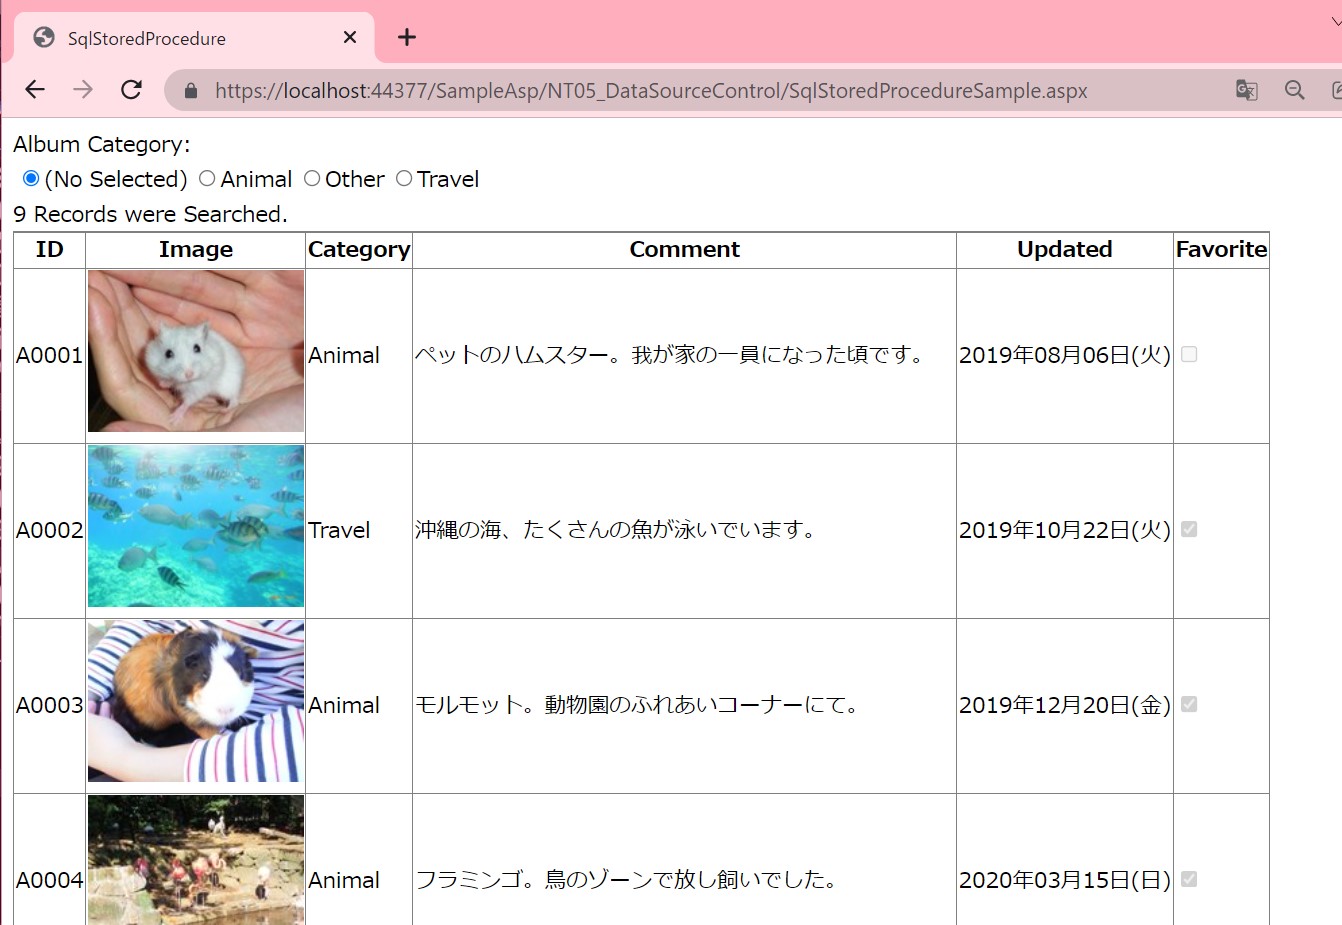 SqlStoredProcedure
https://localhost:44377/SampleAsp/NT05_DataSourceControl/SqlStoredProcedureSample.aspx
Album Category:
(No Selected) Animal Other Travel
9 Records were Searched.
ID Image Category Comment Updated Favorite
A0001 Animal ペットのハムスター。我が家の一員になった頃です。 2019年08月06日(火)
A0002 Travel 沖縄の海、たくさんの魚が泳いでいます。 2019年10月22日(火)
A0003 Animal モルモット。動物園のふれあいコーナーにて。 2019年12月20日(金)
A0004 Animal フラミンゴ。鳥のゾーンで放し飼いでした。 2020年03月15日(日)